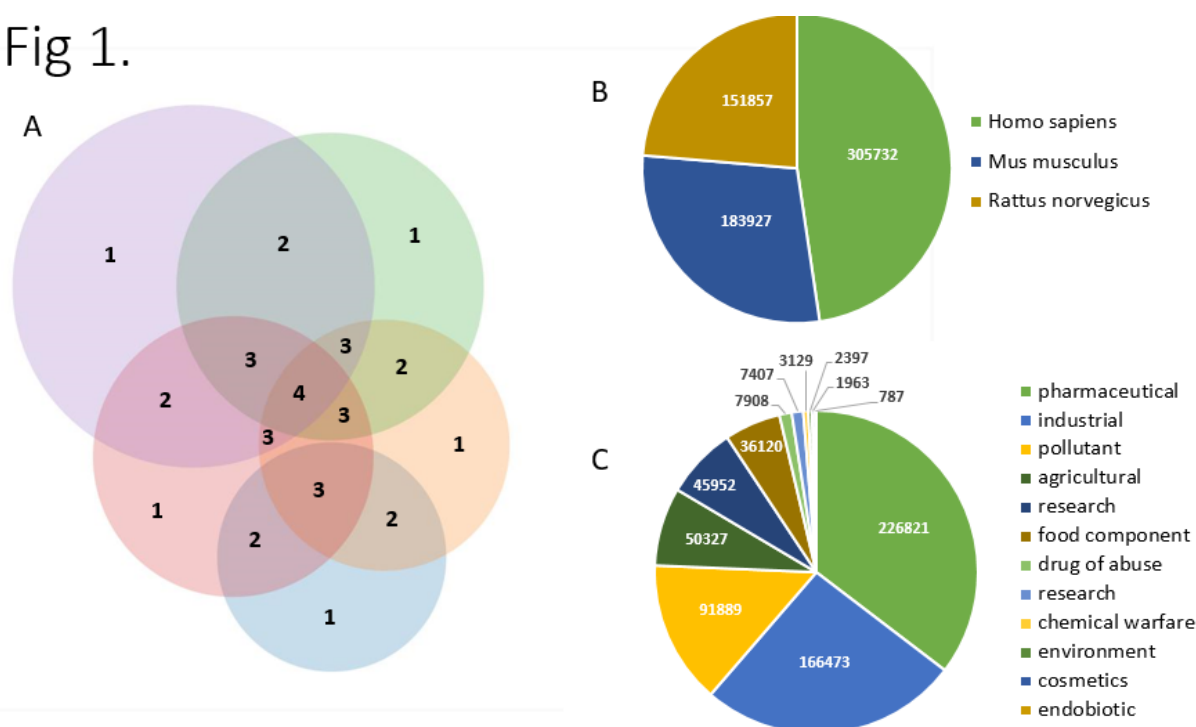 Fig 1.
A
1
2
1
3
3
2
4
2
3
3
1
3
1
2
2
1
B
151857
305732
183927
Homo sapiens
Mus musculus
Rattus norvegicus
C
3129
2397
7407
1963
7908
787
36120
45952
226821
50327
91889
166473
pharmaceutical
industrial
pollutant
agricultural
research
food component
drug of abuse
research
chemical warfare
environment
cosmetics
endobiotic